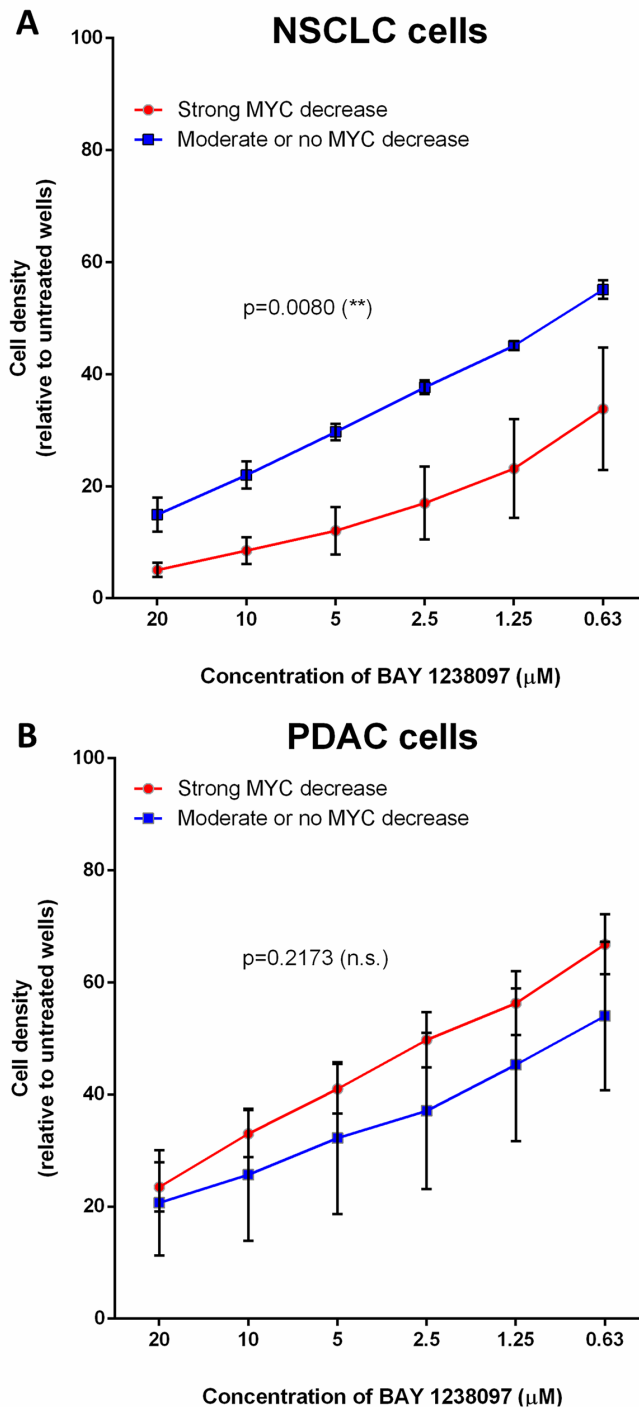 A
NSCLC cells
100
Strong MYC decrease
Moderate or no MYC decrease
80
60
p=0.0080 (**)
40
20
0
Cell density
(relative to untreated wells)
20 10 5 2.5 1.25 0.63
Concentration of BAY 1238097 (μM)
B
PDAC cells
100
Strong MYC decrease
Moderate or no MYC decrease
80
60
p=0.2173 (n.s.)
40
20
0
Cell density
(relative to untreated wells)
20 10 5 2.5 1.25 0.63
Concentration of BAY 1238097 (μM)